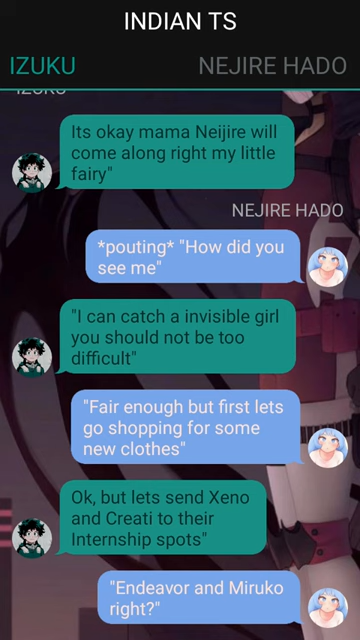 INDIAN TS
IZUKU
NEJIRE HADO
IZUKU
Its okay mama Neijire will
come along right my little
fairy"
NEJIRE HADO
*pouting* "How did you
see me"
"I can catch a invisible girl
you should not be too
difficult"
"Fair enough but first lets
go shopping for some
new clothes"
Ok, but lets send Xeno
and Creati to their
Internship spots"
"Endeavor and Miruko
right?"